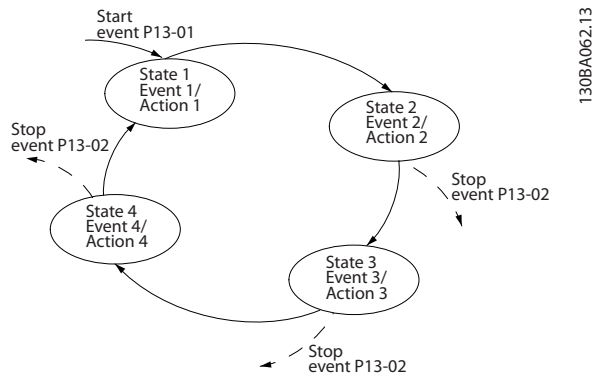 Start
event P13-01
130BA062.13
State 1
Event 1/
Action 1
State 2
Event 2/
Action 2
Stop
event P13-02
Stop
event P13-02
State 4
Event 4/
Action 4
State 3
Event 3/
Action 3
Stop
event P13-02